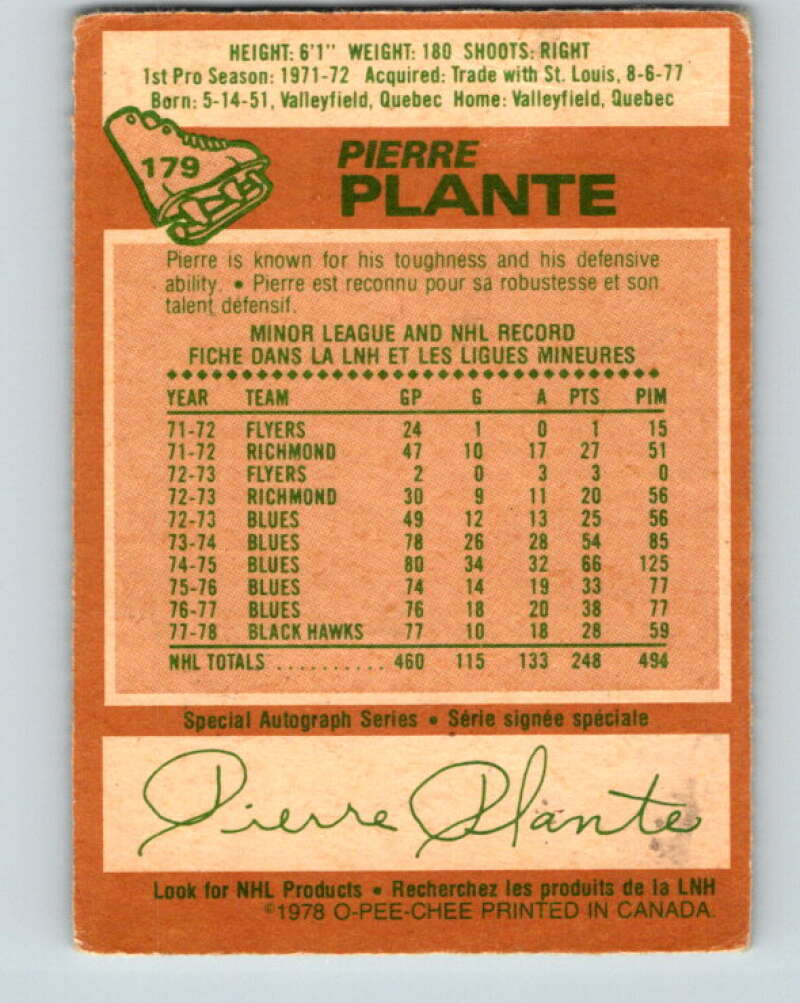 HEIGHT: 6'1" WEIGHT: 180 SHOOTS: RIGHT
1st Pro Season: 1971-72 Acquired: Trade with St. Louis, 8-6-77
Born: 5-14-51, Valleyfield, Quebec Home: Valleyfield, Quebec
179
PIERRE
PLANTE
Pierre is known for his toughness and his defensive
ability. • Pierre est reconnu pour sa robustesse et son
talent défensif.
MINOR LEAGUE AND NHL RECORD
FICHE DANS LA LNH ET LES LIGUES MINEURES
YEAR TEAM GP G A PTS PIM
71-72 FLYERS 24 1 0 1 15
71-72 RICHMOND 47 10 17 27 51
72-73 FLYERS 2 0 3 3 0
72-73 RICHMOND 30 9 11 20 56
72-73 BLUES 49 12 13 25 56
73-74 BLUES 78 26 28 54 85
74-75 BLUES 80 34 32 66 125
75-76 BLUES 74 14 19 33 77
76-77 BLUES 76 18 20 38 77
77-78 BLACK HAWKS 77 10 18 28 59
NHL TOTALS .......... 460 115 133 248 494
Special Autograph Series • Série signée spéciale
Pierre Plante
Look for NHL Products • Recherchez les produits de la LNH
©1978 O-PEE-CHEE PRINTED IN CANADA.